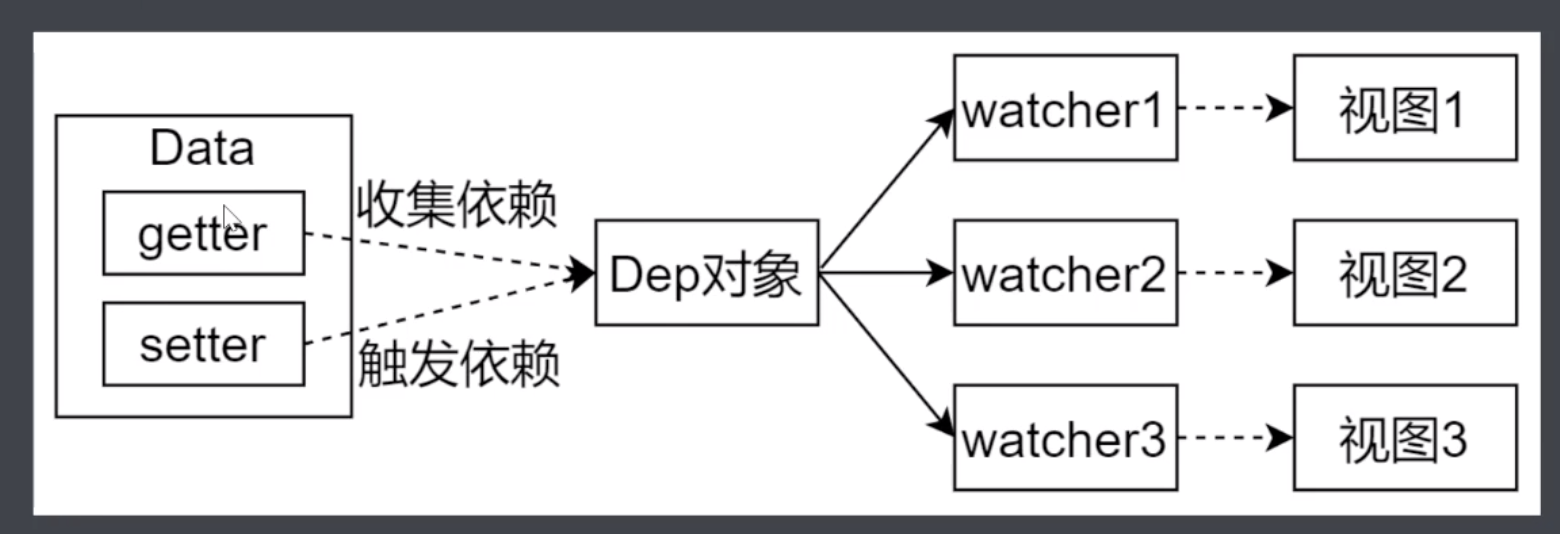 Data
getter
setter
收集依赖
触发依赖
Dep对象
watcher1
视图1
watcher2
视图2
watcher3
视图3